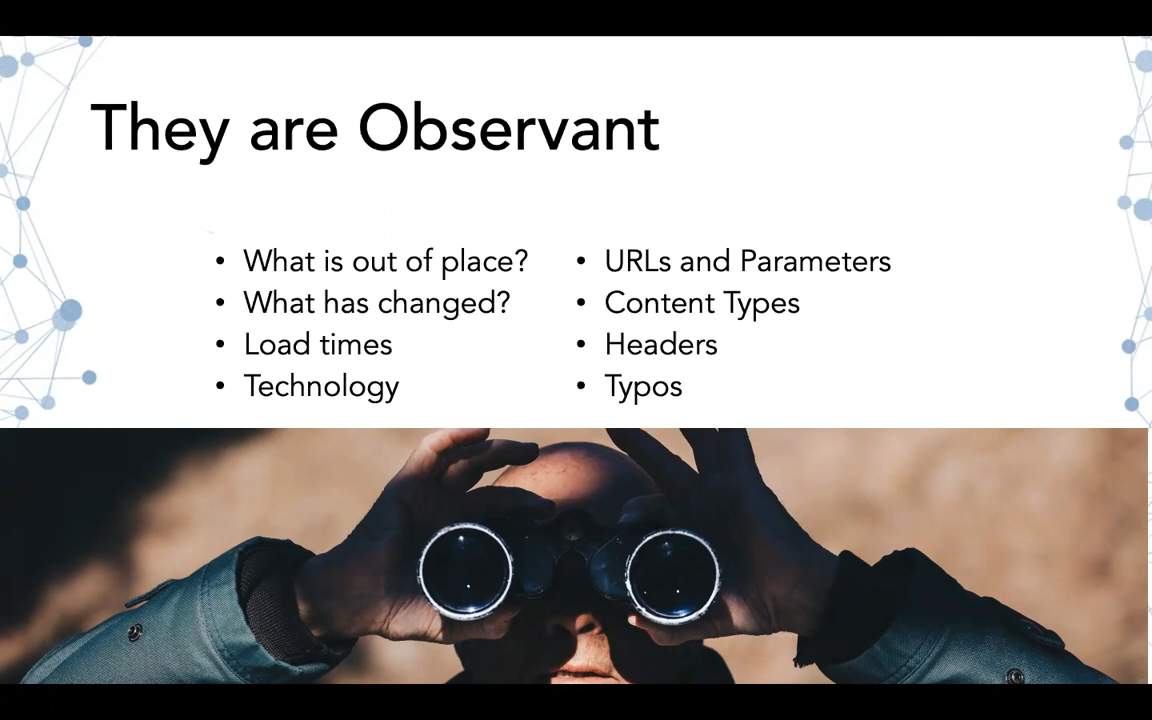 They are Observant
• What is out of place?
• What has changed?
• Load times
• Technology
• URLs and Parameters
• Content Types
• Headers
• Typos